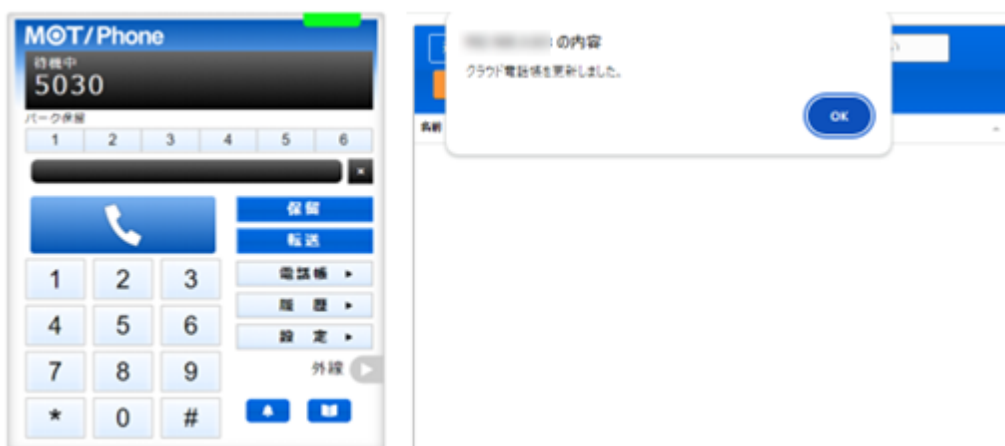 MOT/Phone
待機中
5030
パーク保留
1 2 3 4 5 6
×
保留
転送
電話帳
履歴
設定
外線
1 2 3
4 5 6
7 8 9
* 0 #
の内容
クラウド電話帳を更新しました。
OK
い
名前